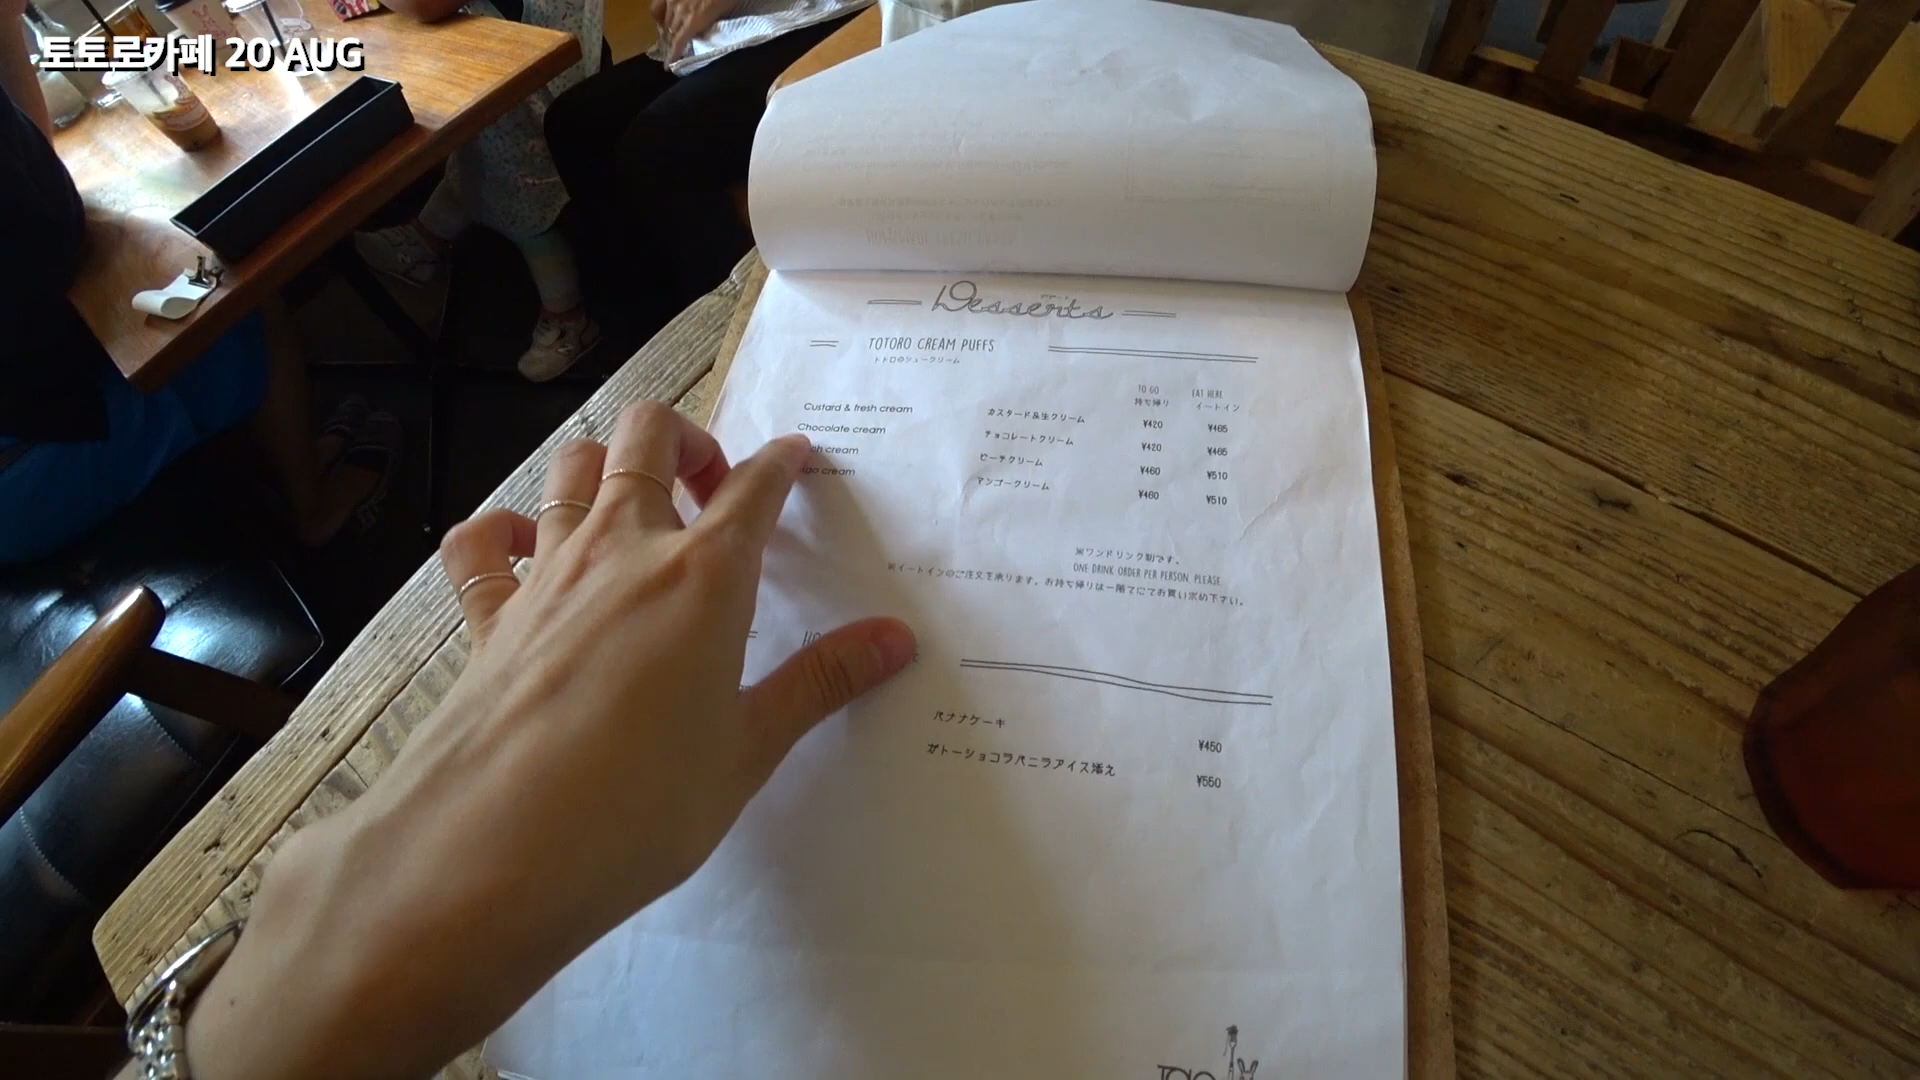 토토로카페 20 AUG
Desserts
TOTORO CREAM PUFFS
トトロのシュークリーム
TO GO EAT HERE
持ち帰り イートイン
Custard & fresh cream カスタード&生クリーム ¥420 ¥465
Chocolate cream チョコレートクリーム ¥420 ¥465
cream ピーチクリーム ¥460 ¥510
cream マンゴークリーム ¥460 ¥510
※ワンドリンク制です。
ONE DRINK ORDER PER PERSON PLEASE
※イートインのご注文を承ります。お持ち帰りは一階でにてお買い求め下さい。
バナナケーキ ¥450
ガトーショコラバニラアイス添え ¥550